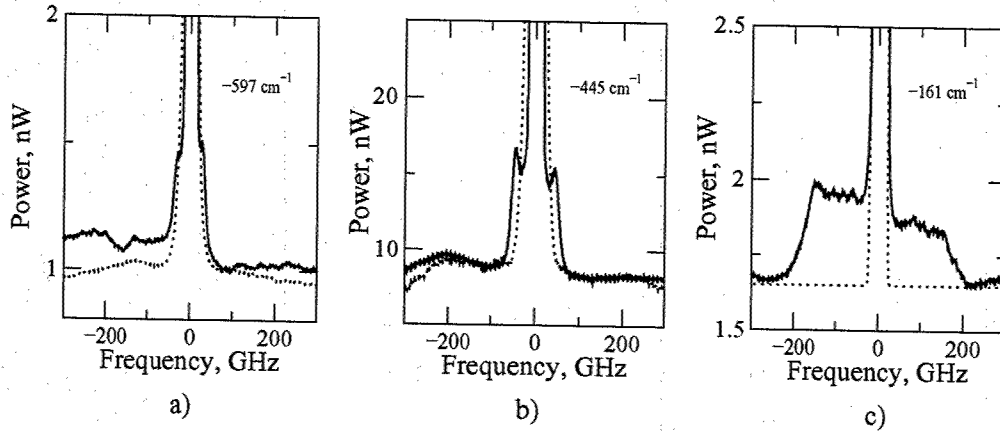 2
−597 cm⁻¹
Power, nW
1
−200 0 200
Frequency, GHz
a)
20
−445 cm⁻¹
Power, nW
10
−200 0 200
Frequency, GHz
b)
2.5
−161 cm⁻¹
Power, nW
2
1.5
−200 0 200
Frequency, GHz
c)